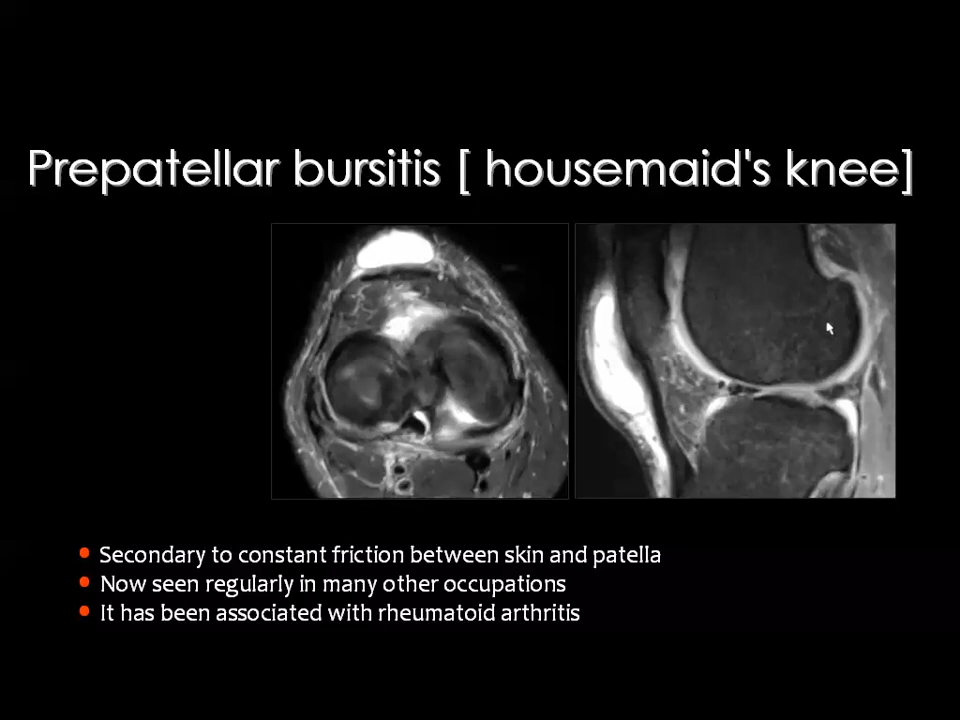 Prepatellar bursitis [ housemaid's knee]
• Secondary to constant friction between skin and patella
• Now seen regularly in many other occupations
• It has been associated with rheumatoid arthritis